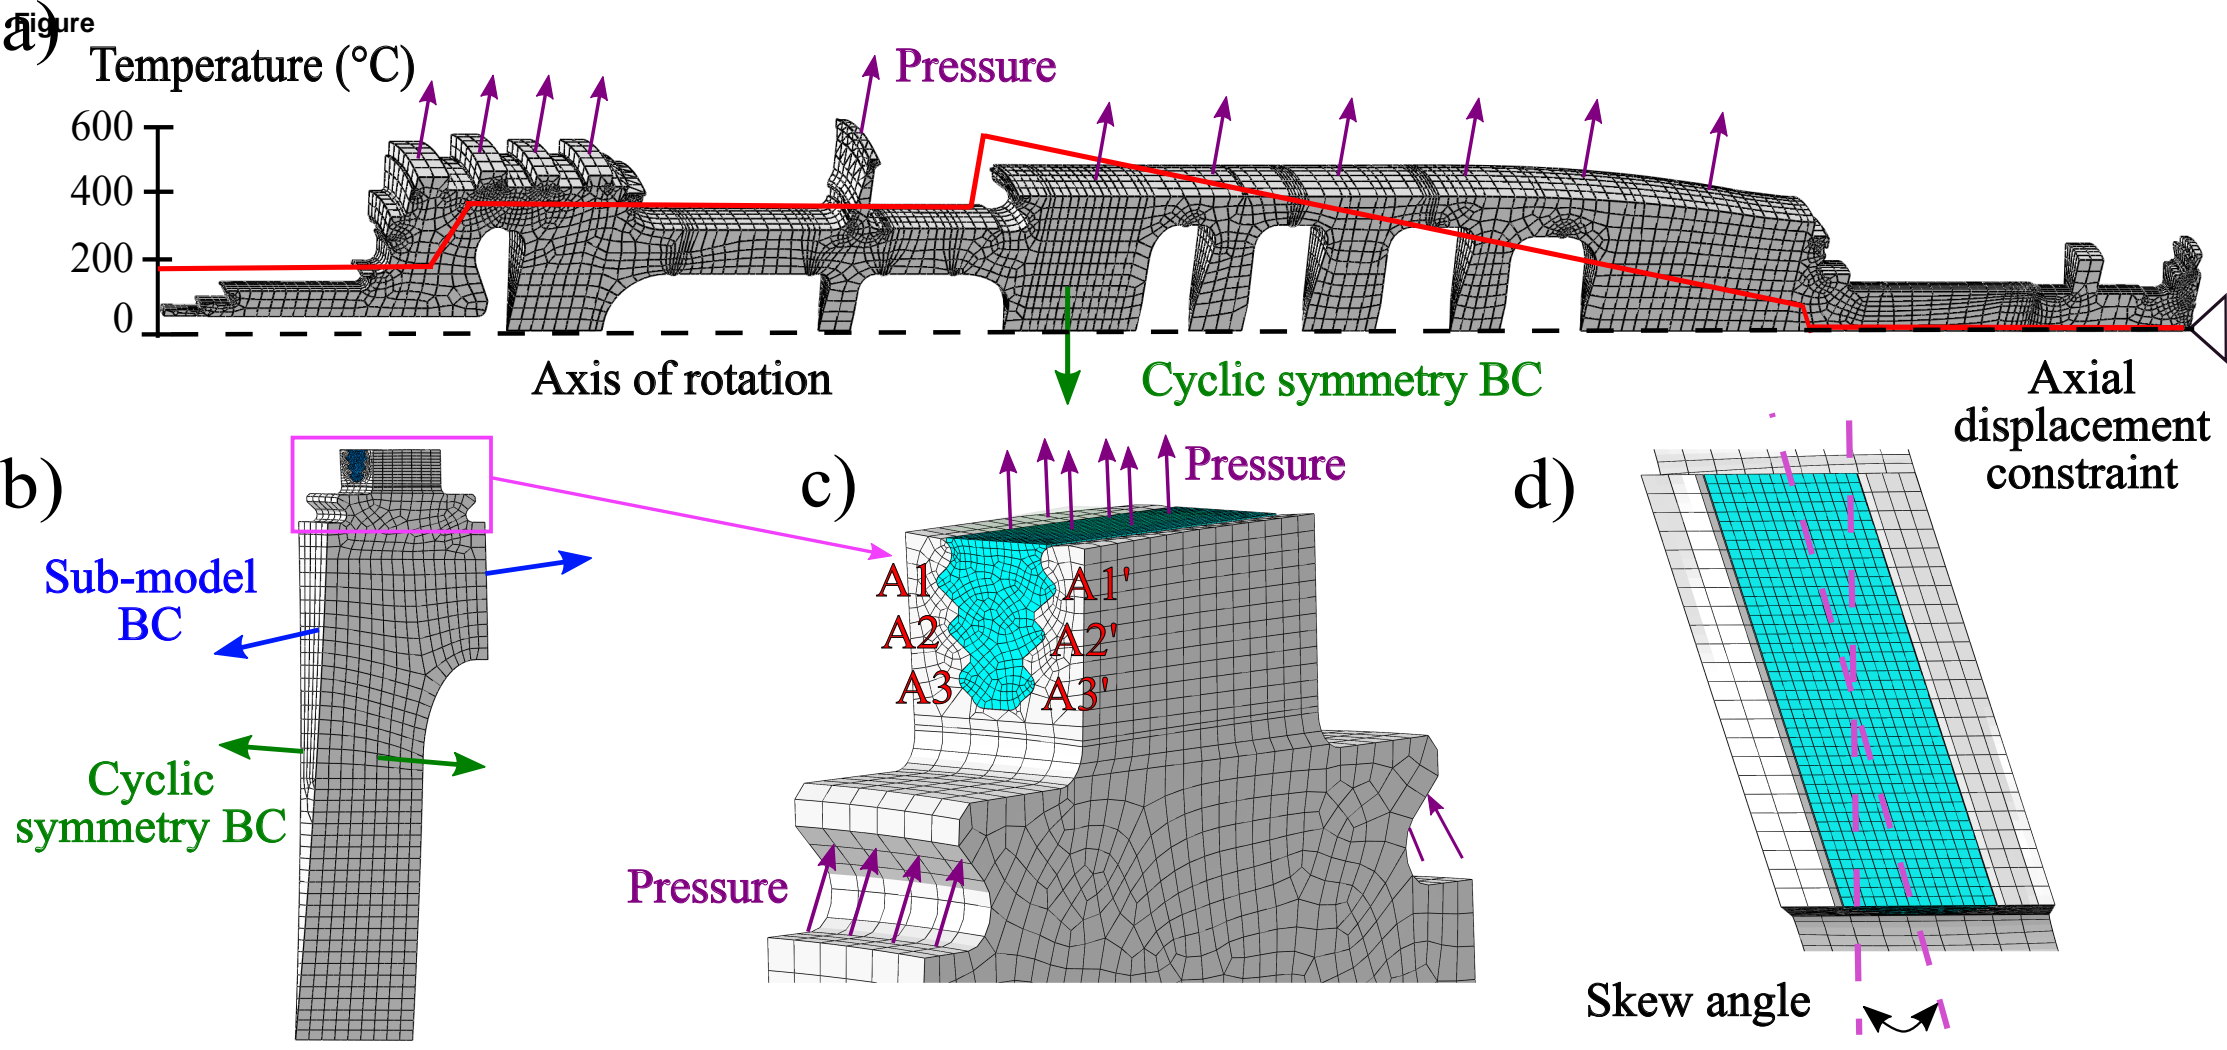 Figure
a)
Temperature (°C)
Pressure
600
400
200
0
Axis of rotation
Cyclic symmetry BC
Axial
displacement
constraint
b)
Sub-model
BC
Cyclic
symmetry BC
c)
Pressure
A1
A1'
A2
A2'
A3
A3'
Pressure
d)
Skew angle